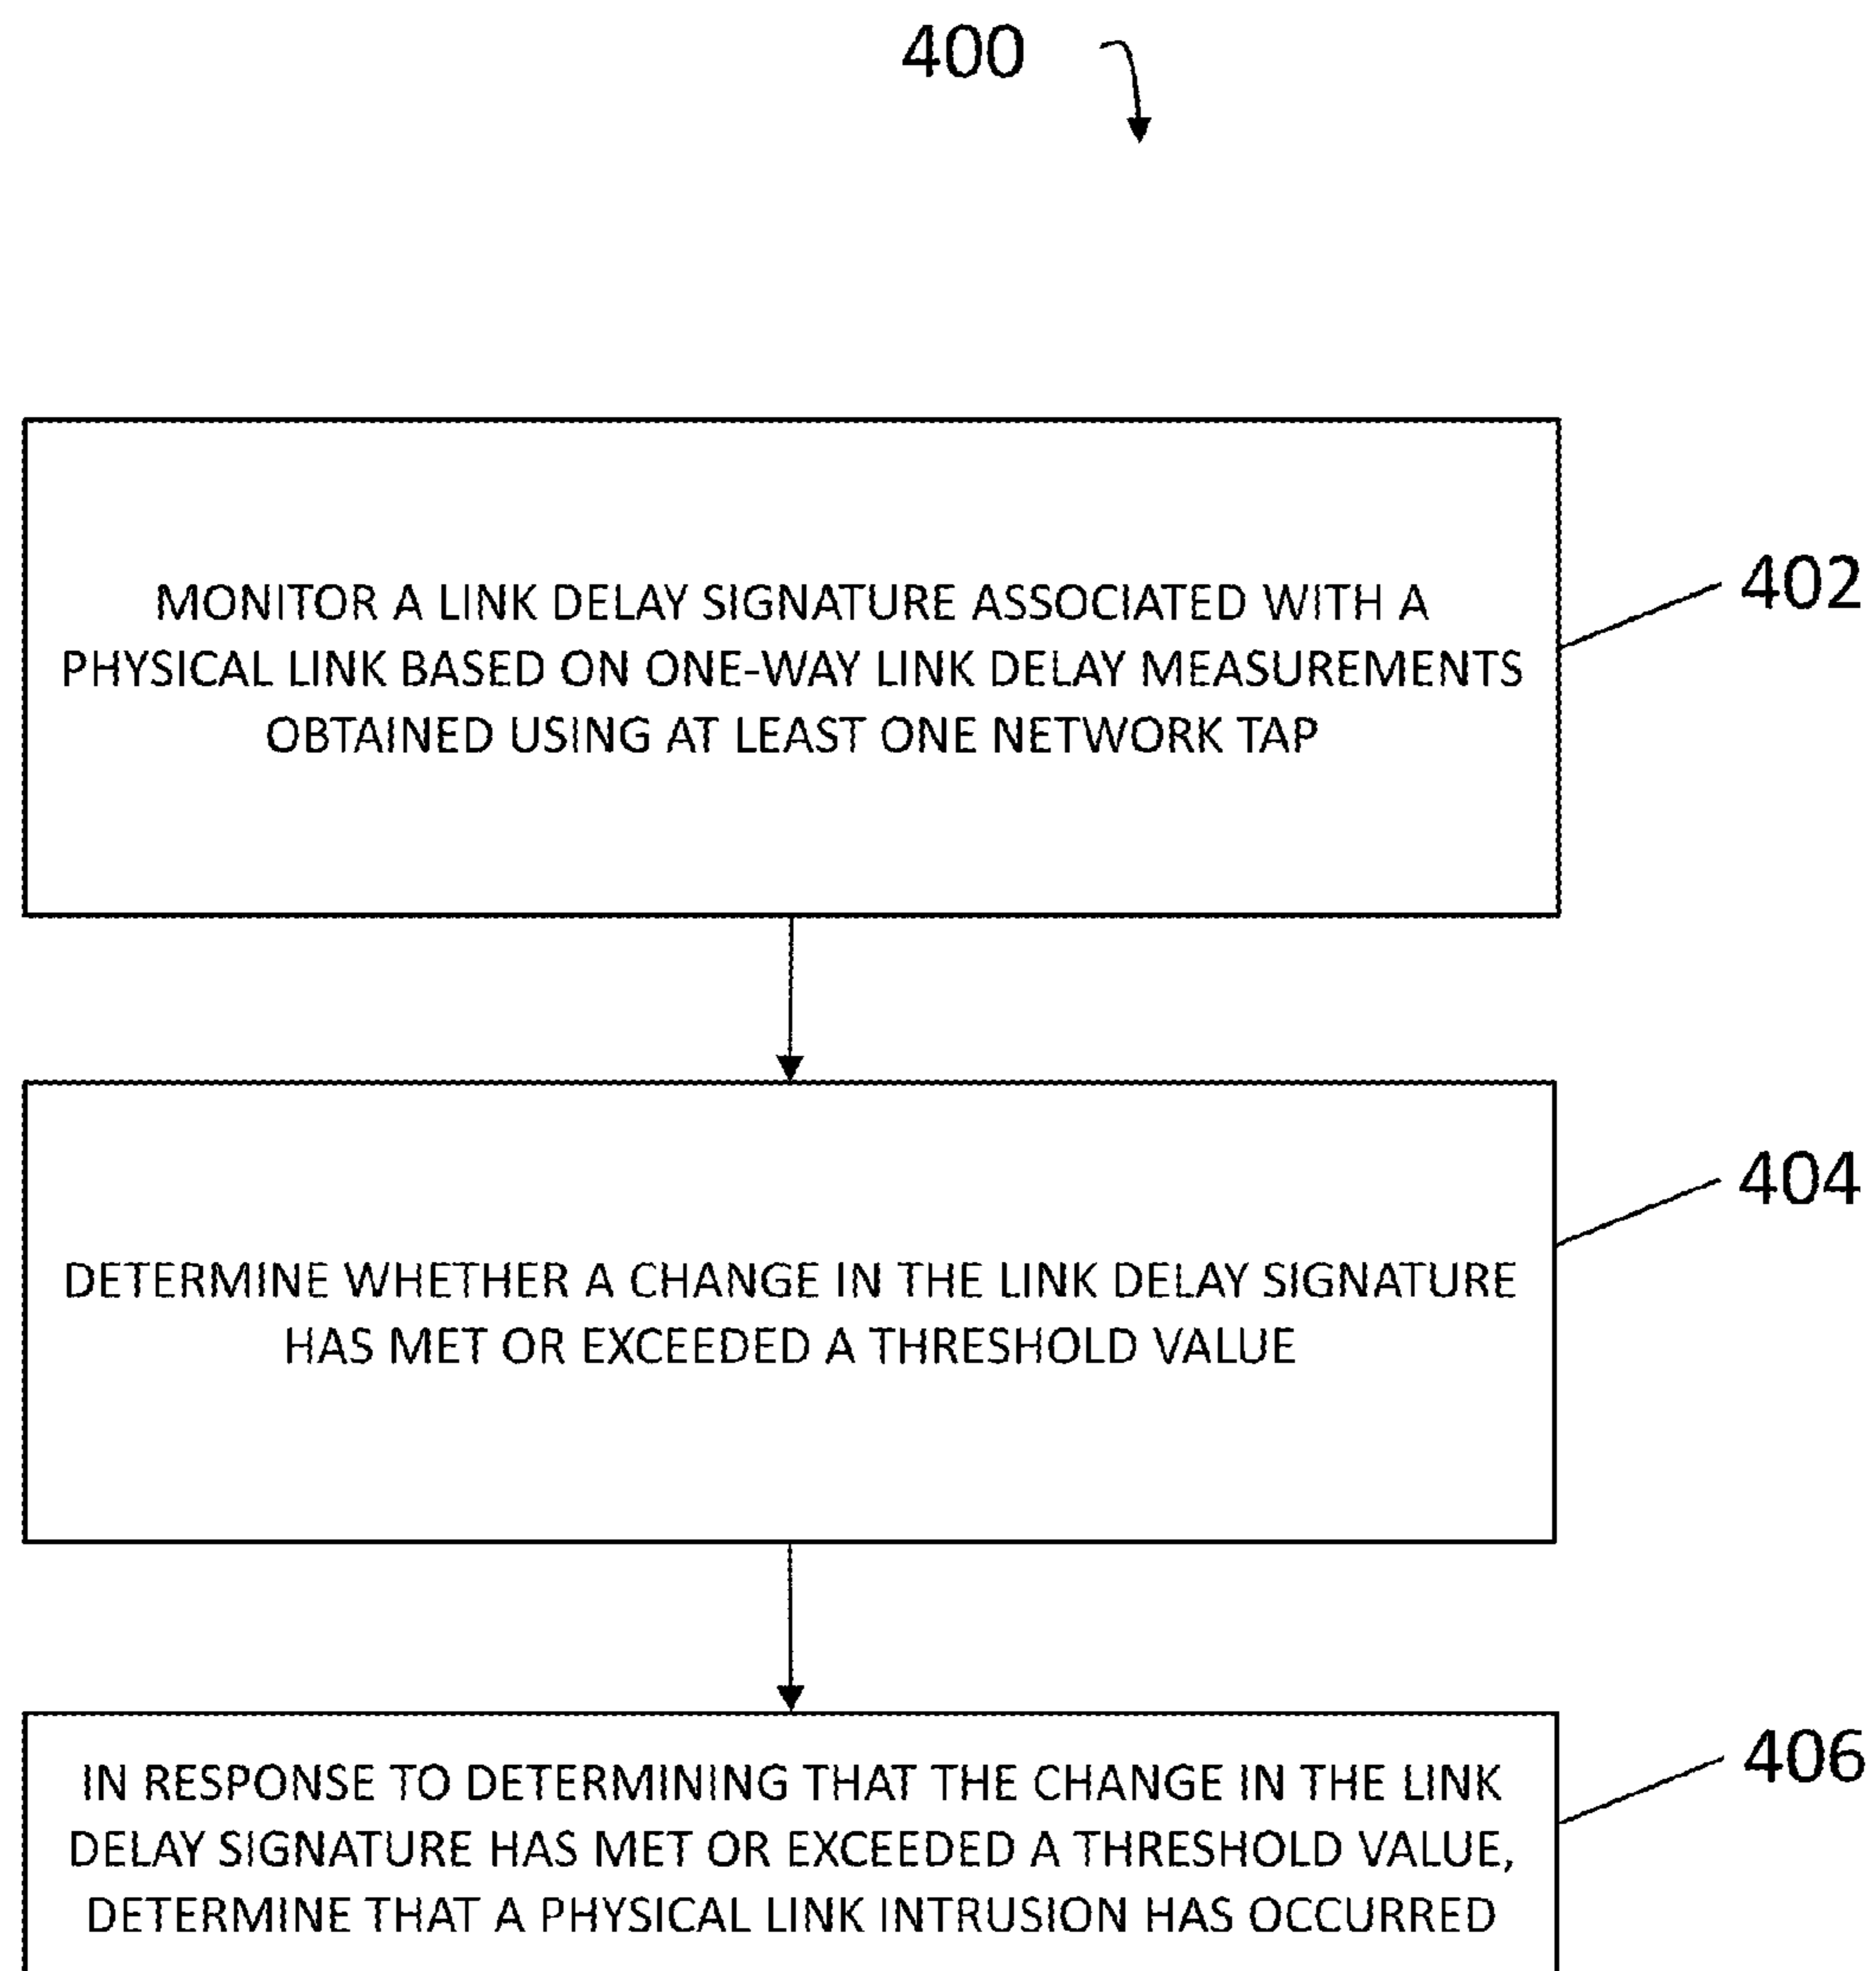 400
MONITOR A LINK DELAY SIGNATURE ASSOCIATED WITH A
PHYSICAL LINK BASED ON ONE-WAY LINK DELAY MEASUREMENTS
OBTAINED USING AT LEAST ONE NETWORK TAP
402
DETERMINE WHETHER A CHANGE IN THE LINK DELAY SIGNATURE
HAS MET OR EXCEEDED A THRESHOLD VALUE
404
IN RESPONSE TO DETERMINING THAT THE CHANGE IN THE LINK
DELAY SIGNATURE HAS MET OR EXCEEDED A THRESHOLD VALUE,
DETERMINE THAT A PHYSICAL LINK INTRUSION HAS OCCURRED
406